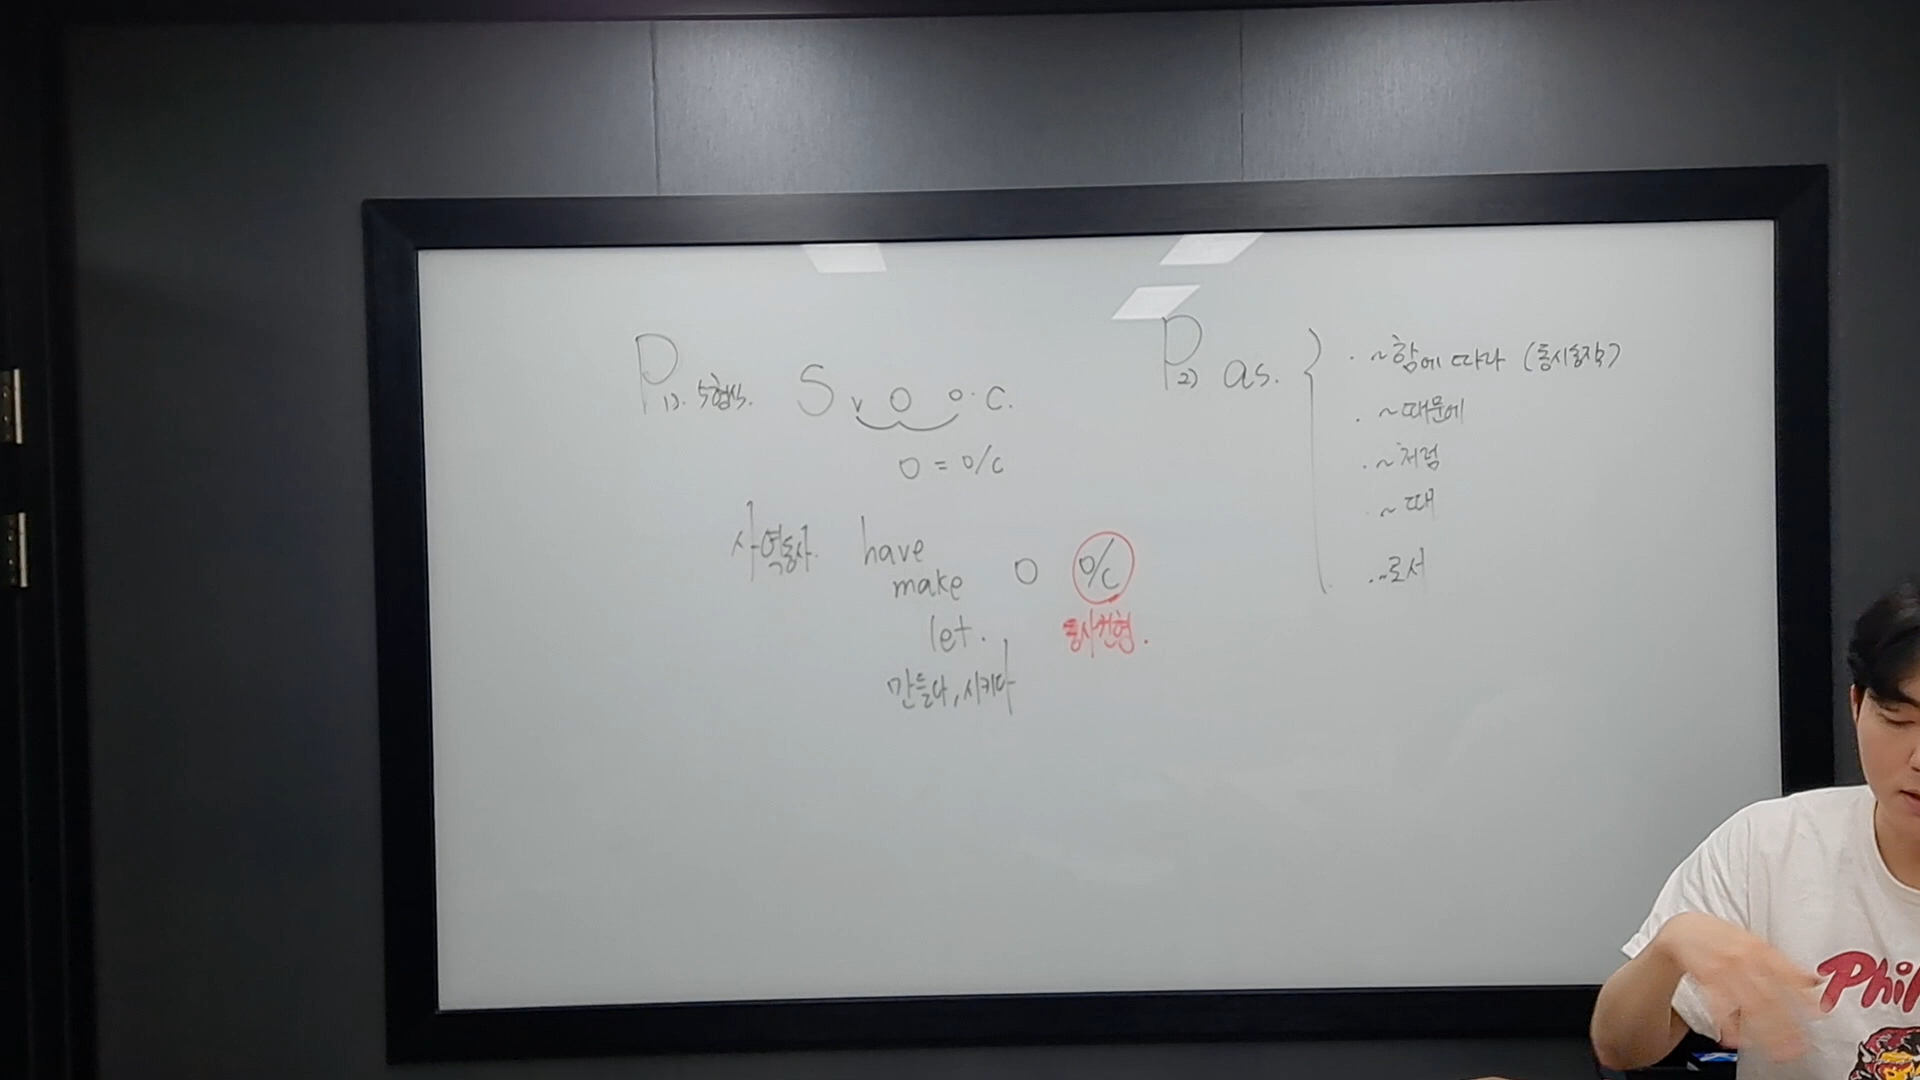 P 1). 5형식. S v O o.C.
O = O/C
사역동사. have
make O O/C
let. 동사원형.
만들다, 시키다
P 2) as. { . ~함에 따라 (동시동작)
. ~때문에
. ~처럼
. ~때
. ~로서
Phi